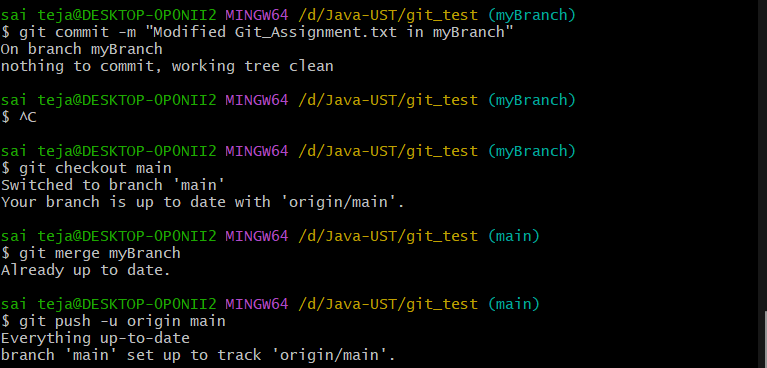 sai teja@DESKTOP-OPONII2 MINGW64 /d/Java-UST/git_test (myBranch)
$ git commit -m "Modified Git_Assignment.txt in myBranch"
On branch myBranch
nothing to commit, working tree clean
sai teja@DESKTOP-OPONII2 MINGW64 /d/Java-UST/git_test (myBranch)
$ ^C
sai teja@DESKTOP-OPONII2 MINGW64 /d/Java-UST/git_test (myBranch)
$ git checkout main
Switched to branch 'main'
Your branch is up to date with 'origin/main'.
sai teja@DESKTOP-OPONII2 MINGW64 /d/Java-UST/git_test (main)
$ git merge myBranch
Already up to date.
sai teja@DESKTOP-OPONII2 MINGW64 /d/Java-UST/git_test (main)
$ git push -u origin main
Everything up-to-date
branch 'main' set up to track 'origin/main'.